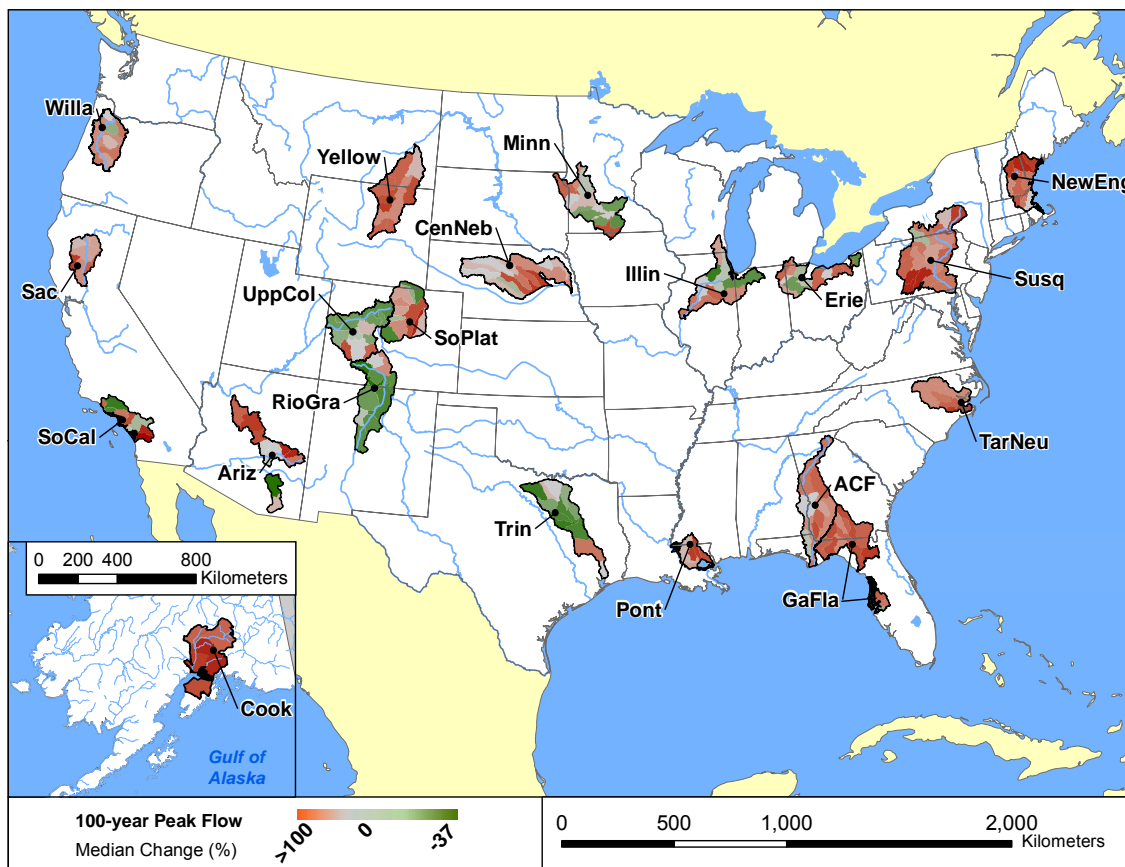 Willa
Minn
Yellow
NewEng
CenNeb
Sac
Illin
Susq
UppCol
Erie
SoPlat
RioGra
SoCal
TarNeu
Ariz
ACF
Trin
0 200 400 800
Kilometers
Pont
GaFla
Cook
Gulf of
Alaska
100-year Peak Flow
Median Change (%)
>100
0
-37
0 500 1,000 2,000
Kilometers